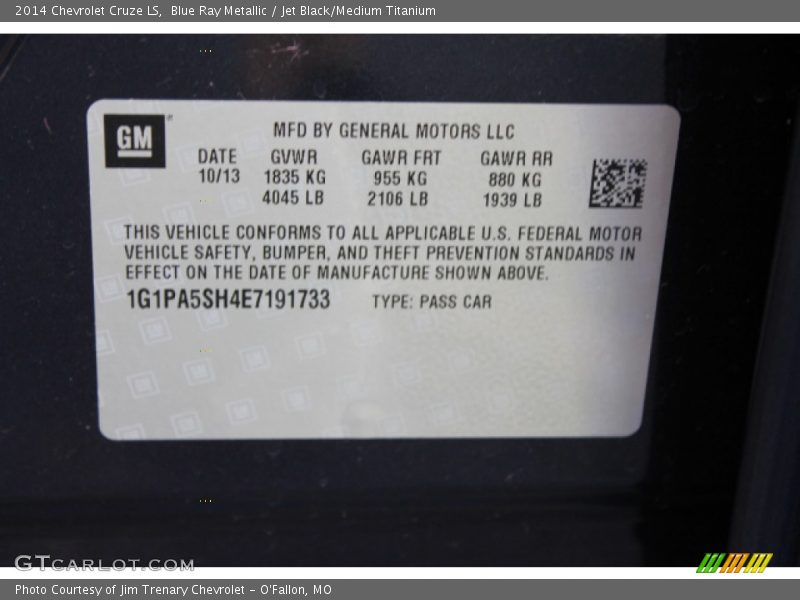 2014 Chevrolet Cruze LS, Blue Ray Metallic / Jet Black/Medium Titanium
GM
MFD BY GENERAL MOTORS LLC
DATE GVWR GAWR FRT GAWR RR
10/13 1835 KG 955 KG 880 KG
4045 LB 2106 LB 1939 LB
THIS VEHICLE CONFORMS TO ALL APPLICABLE U.S. FEDERAL MOTOR
VEHICLE SAFETY, BUMPER, AND THEFT PREVENTION STANDARDS IN
EFFECT ON THE DATE OF MANUFACTURE SHOWN ABOVE.
1G1PA5SH4E7191733 TYPE: PASS CAR
GTCARLOT.COM
Photo Courtesy of Jim Trenary Chevrolet - O'Fallon, MO